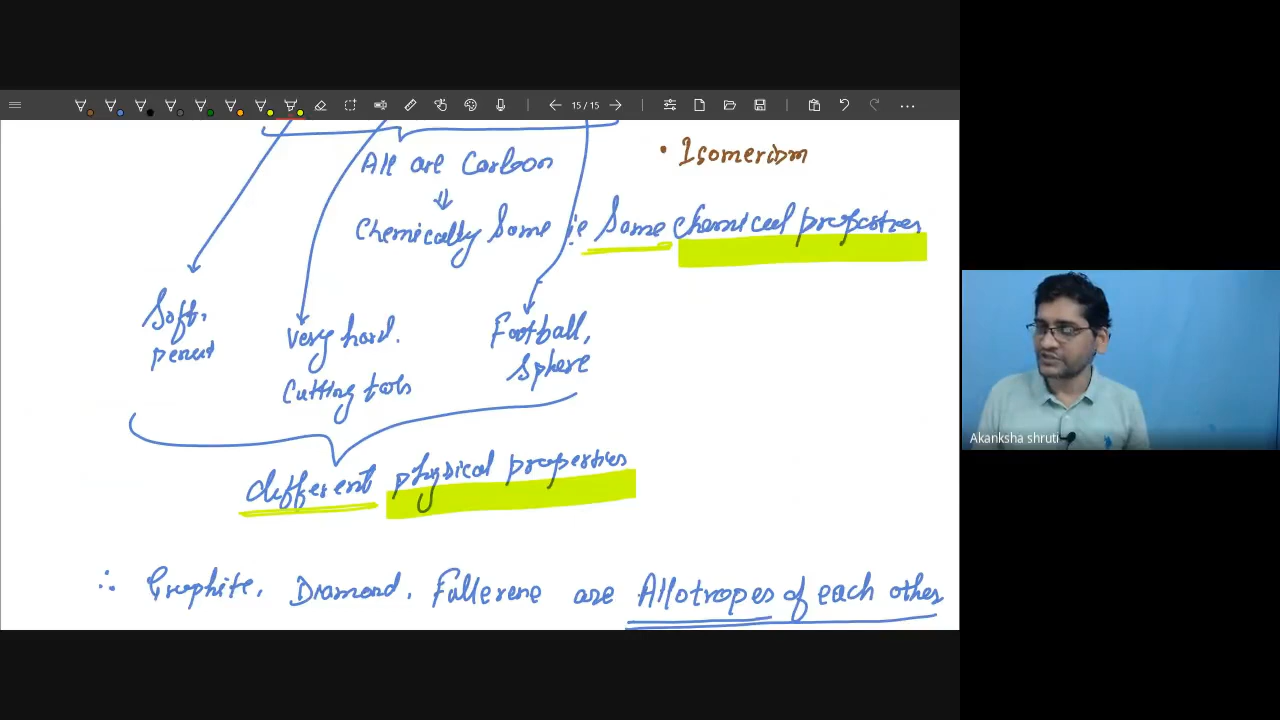 15/15
All are Carbon
• Isomerism
Chemically Same ie Same Chemical properties
Soft, Very hard. Football,
pencil Cutting tools Sphere
different physical properties
∴ Graphite, Diamond, Fullerene are Allotropes of each other
Akanksha shruti